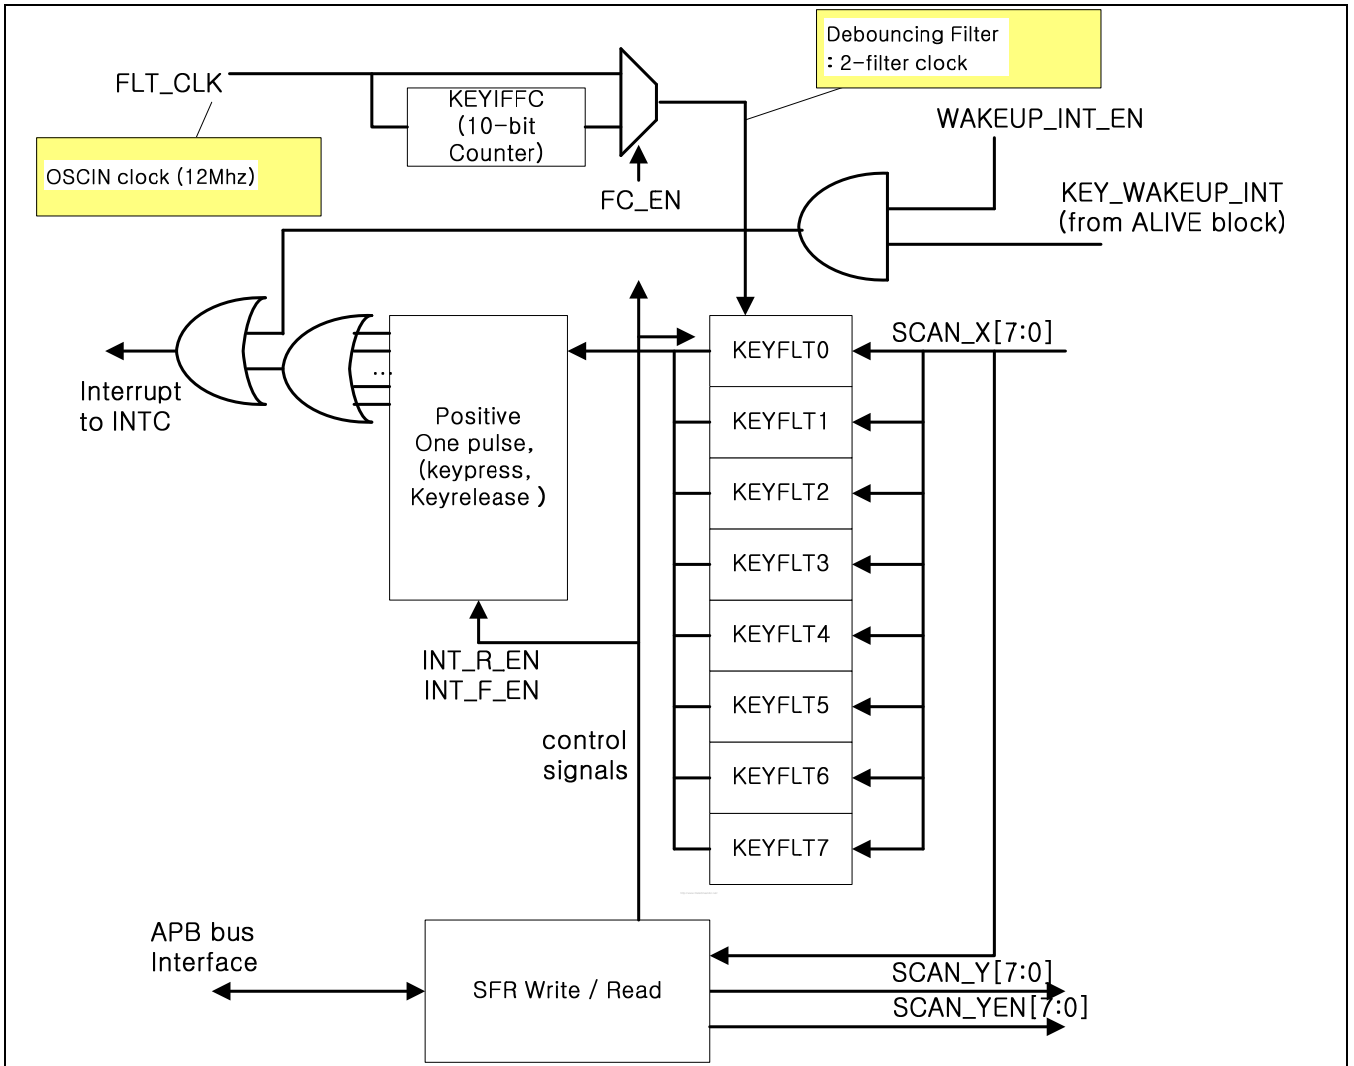 Debouncing Filter
: 2-filter clock
FLT_CLK
KEYIFFC
(10-bit
Counter)
WAKEUP_INT_EN
OSCIN clock (12Mhz)
FC_EN
KEY_WAKEUP_INT
(from ALIVE block)
SCAN_X[7:0]
KEYFLT0
Interrupt
to INTC
...
Positive
One pulse,
(keypress,
Keyrelease )
KEYFLT1
KEYFLT2
KEYFLT3
KEYFLT4
INT_R_EN
INT_F_EN
KEYFLT5
control
signals
KEYFLT6
KEYFLT7
APB bus
Interface
SFR Write / Read
SCAN_Y[7:0]
SCAN_YEN[7:0]